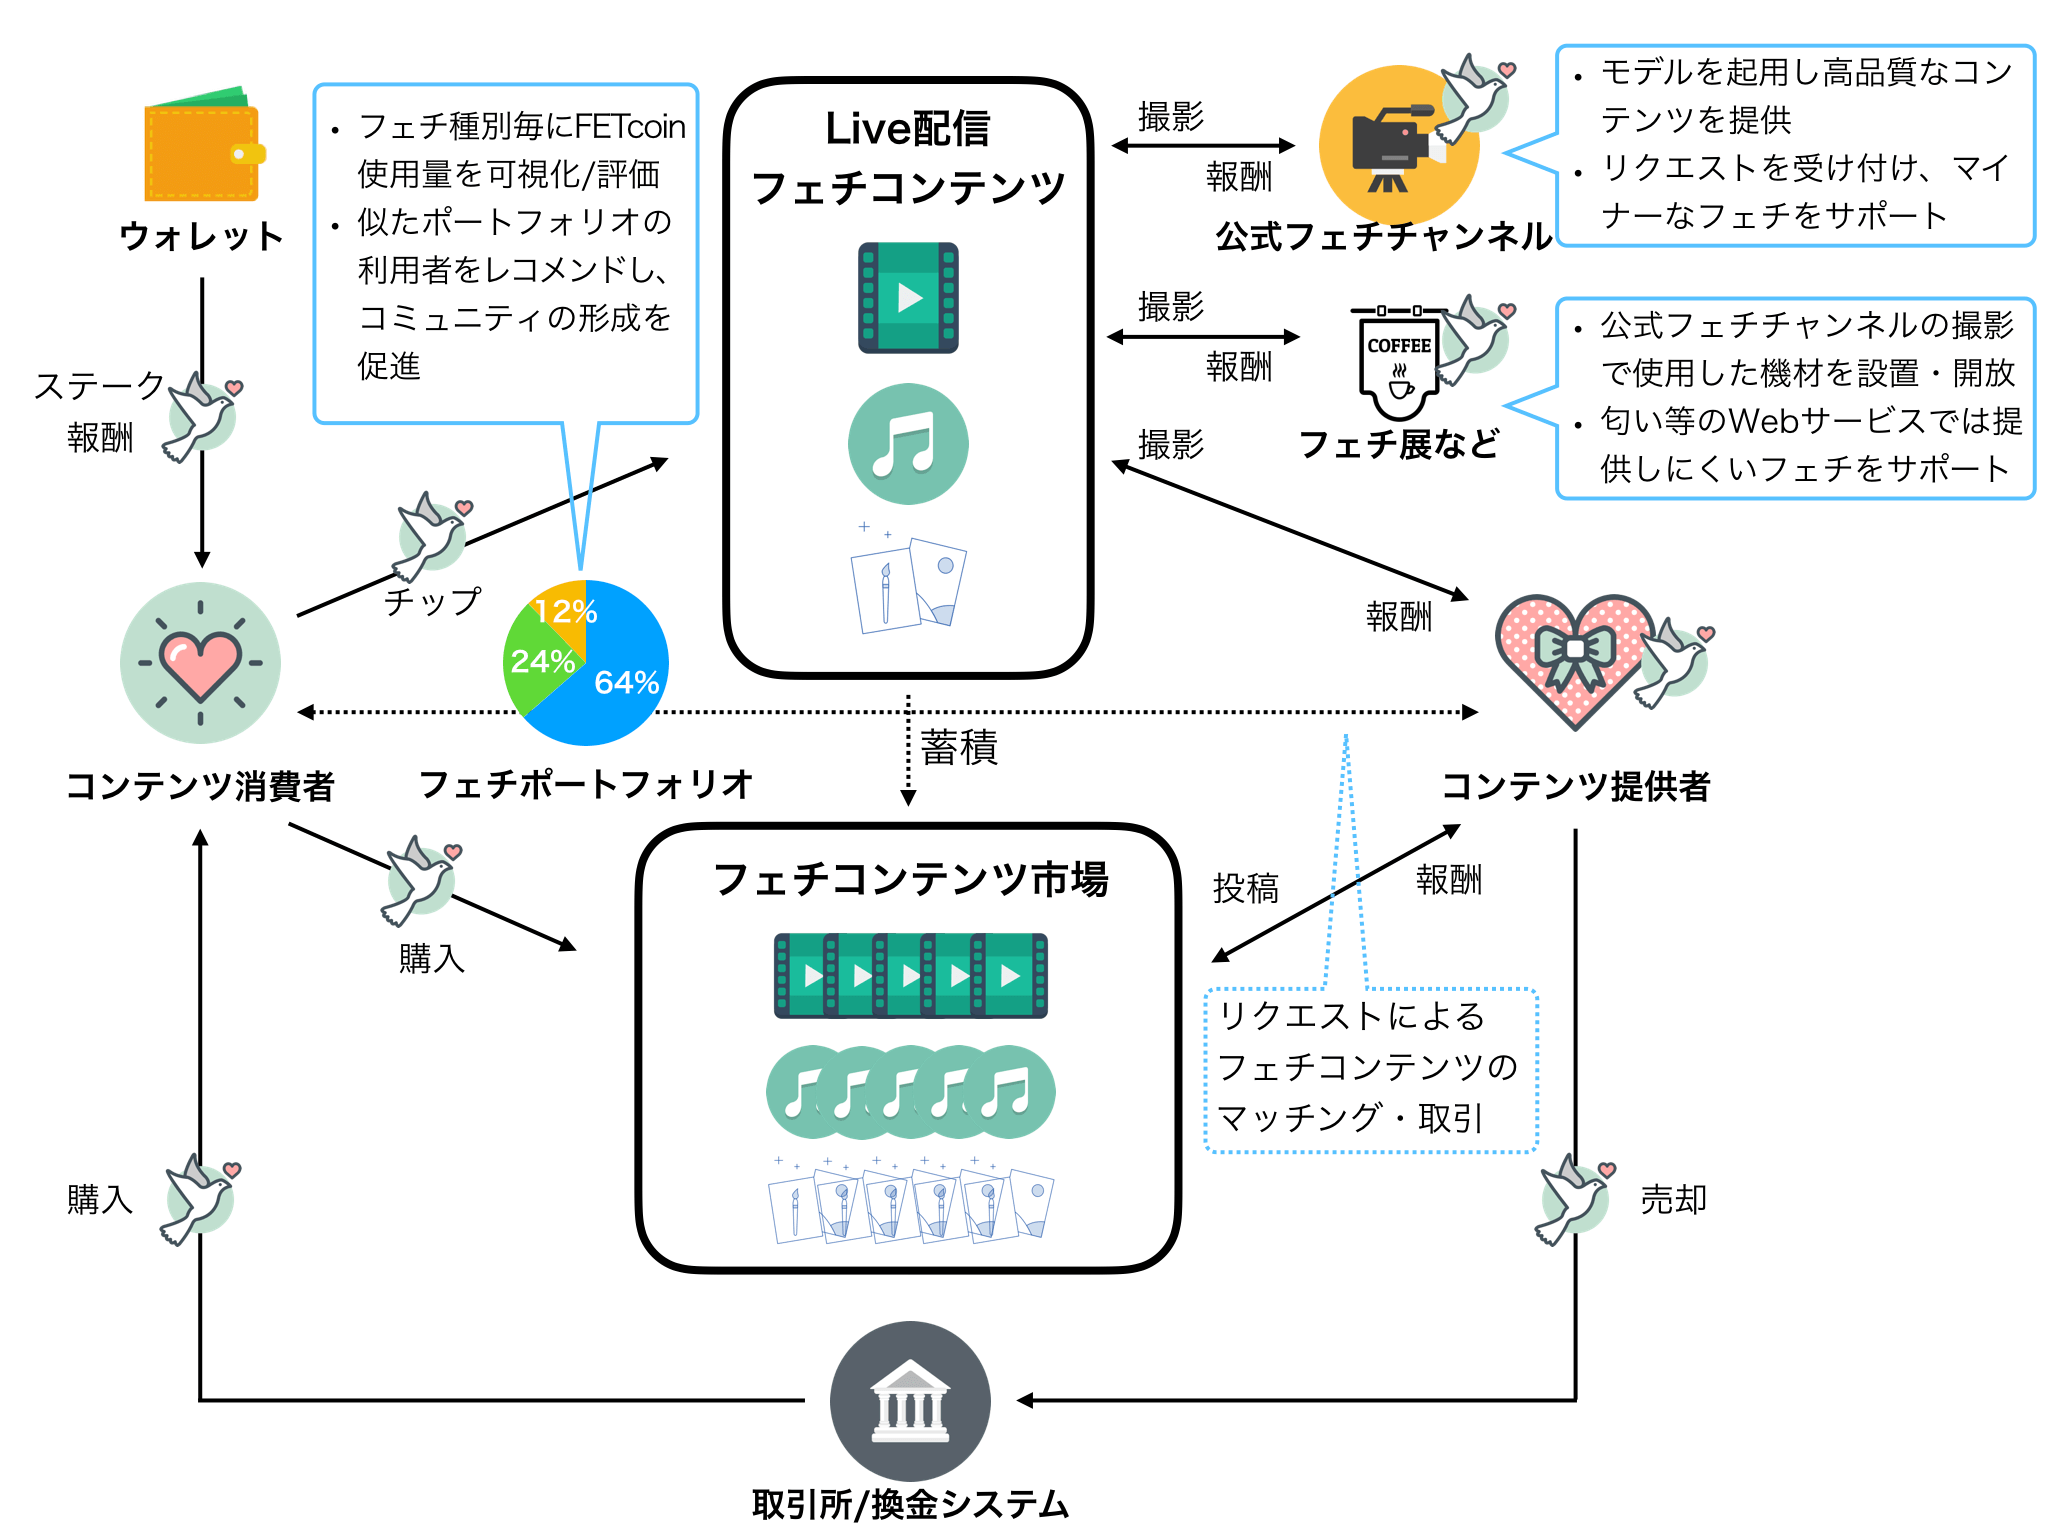 ウォレット
ステーク
報酬
・フェチ種別毎にFETcoin
使用量を可視化/評価
・似たポートフォリオの
利用者をレコメンドし、
コミュニティの形成を
促進
チップ
Live配信
フェチコンテンツ
撮影
報酬
公式フェチチャンネル
・モデルを起用し高品質なコン
テンツを提供
・リクエストを受け付け、マイ
ナーなフェチをサポート
撮影
報酬
COFFEE
フェチ展など
・公式フェチチャンネルの撮影
で使用した機材を設置・開放
・匂い等のWebサービスでは提
供しにくいフェチをサポート
撮影
報酬
12%
24%
64%
コンテンツ消費者
フェチポートフォリオ
蓄積
コンテンツ提供者
購入
フェチコンテンツ市場
投稿
報酬
リクエストによる
フェチコンテンツの
マッチング・取引
購入
売却
取引所/換金システム